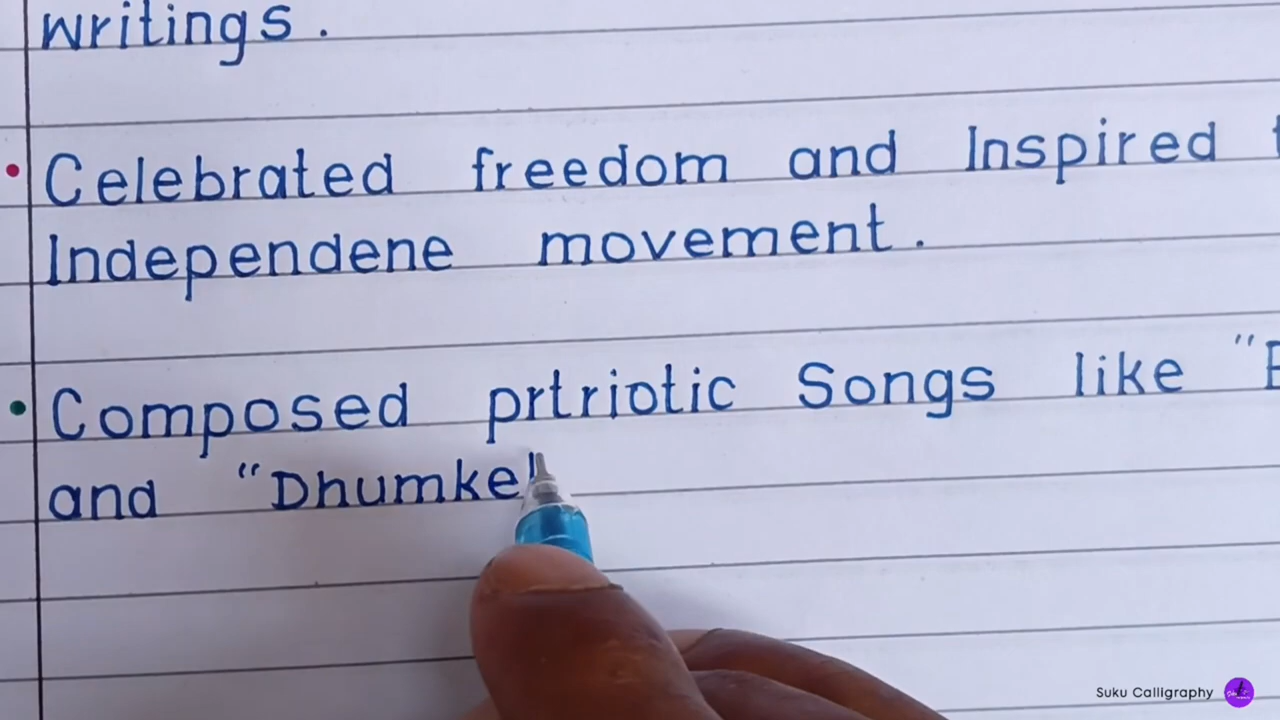 writings.
• Celebrated freedom and Inspired
Independene movement.
• Composed prtriotic Songs like "
and "Dhumke
Suku Calligraphy